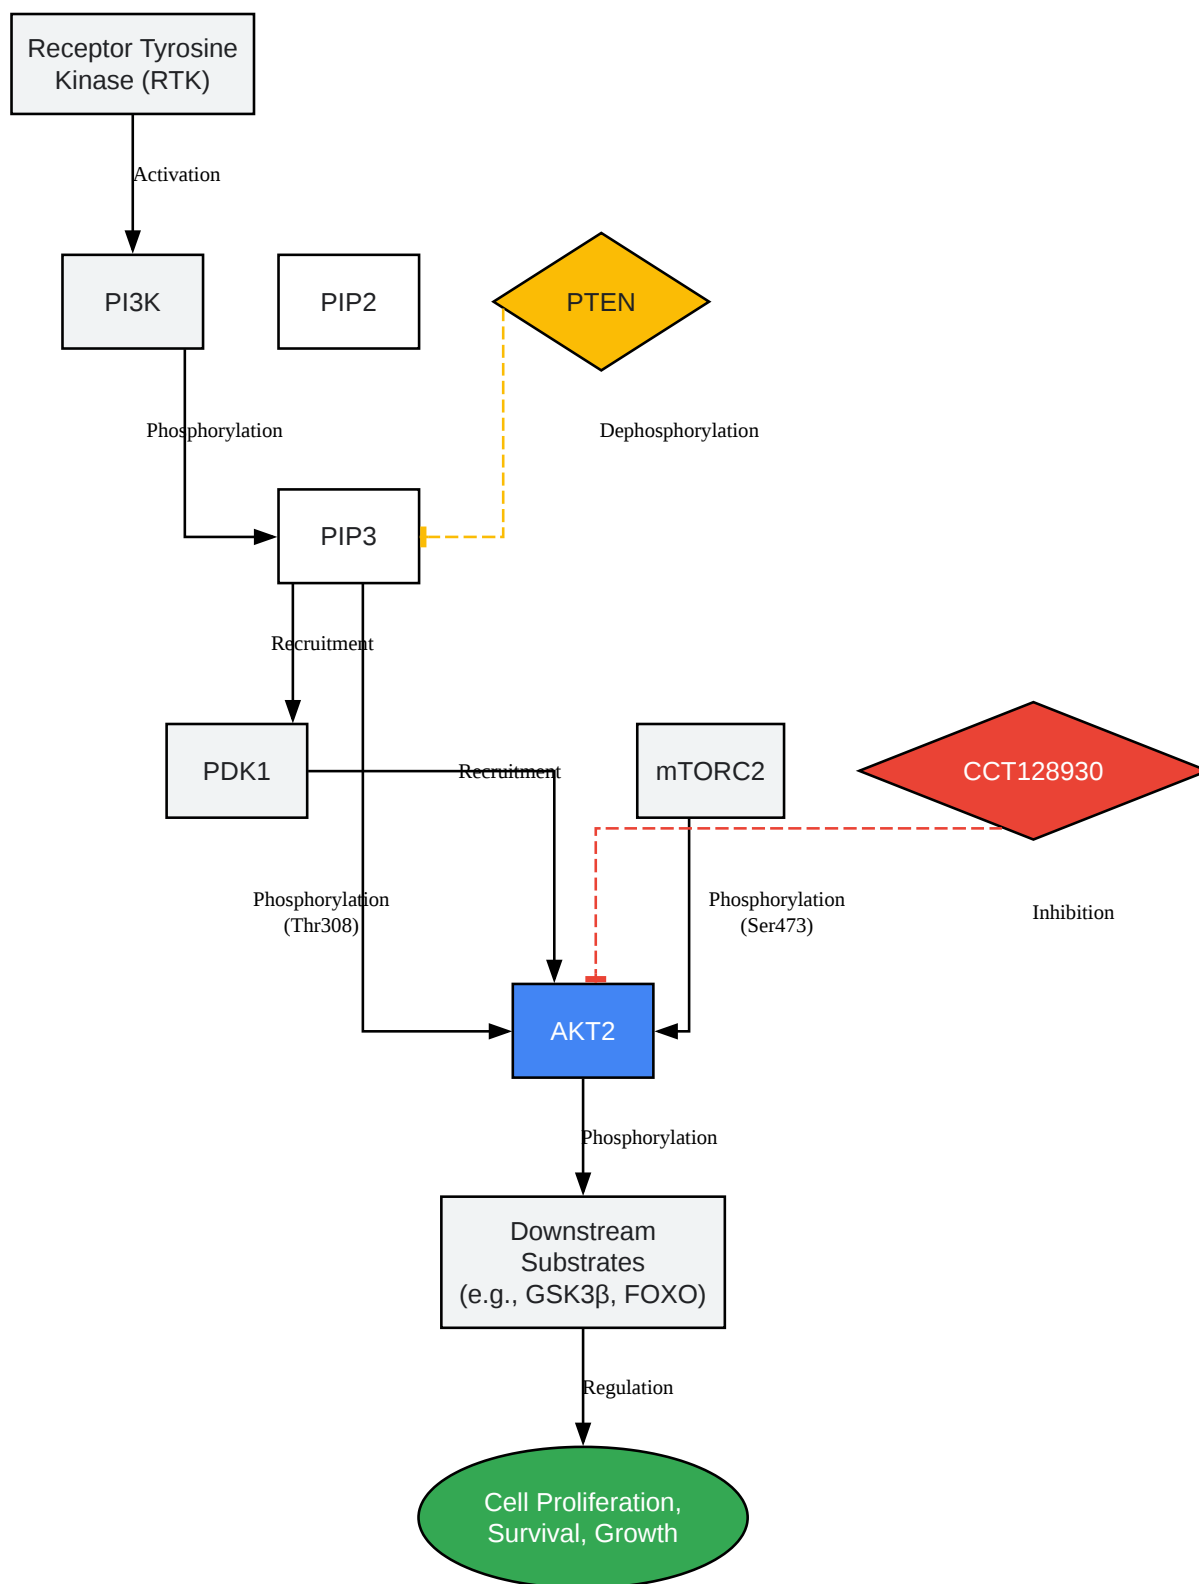 Receptor Tyrosine
Kinase (RTK)
Activation
PI3K
PIP2
PTEN
Phosphorylation
Dephosphorylation
PIP3
Recruitment
PDK1
Recruitment
mTORC2
CCT128930
Phosphorylation
(Thr308)
Phosphorylation
(Ser473)
Inhibition
AKT2
Phosphorylation
Downstream
Substrates
(e.g., GSK3β, FOXO)
Regulation
Cell Proliferation,
Survival, Growth